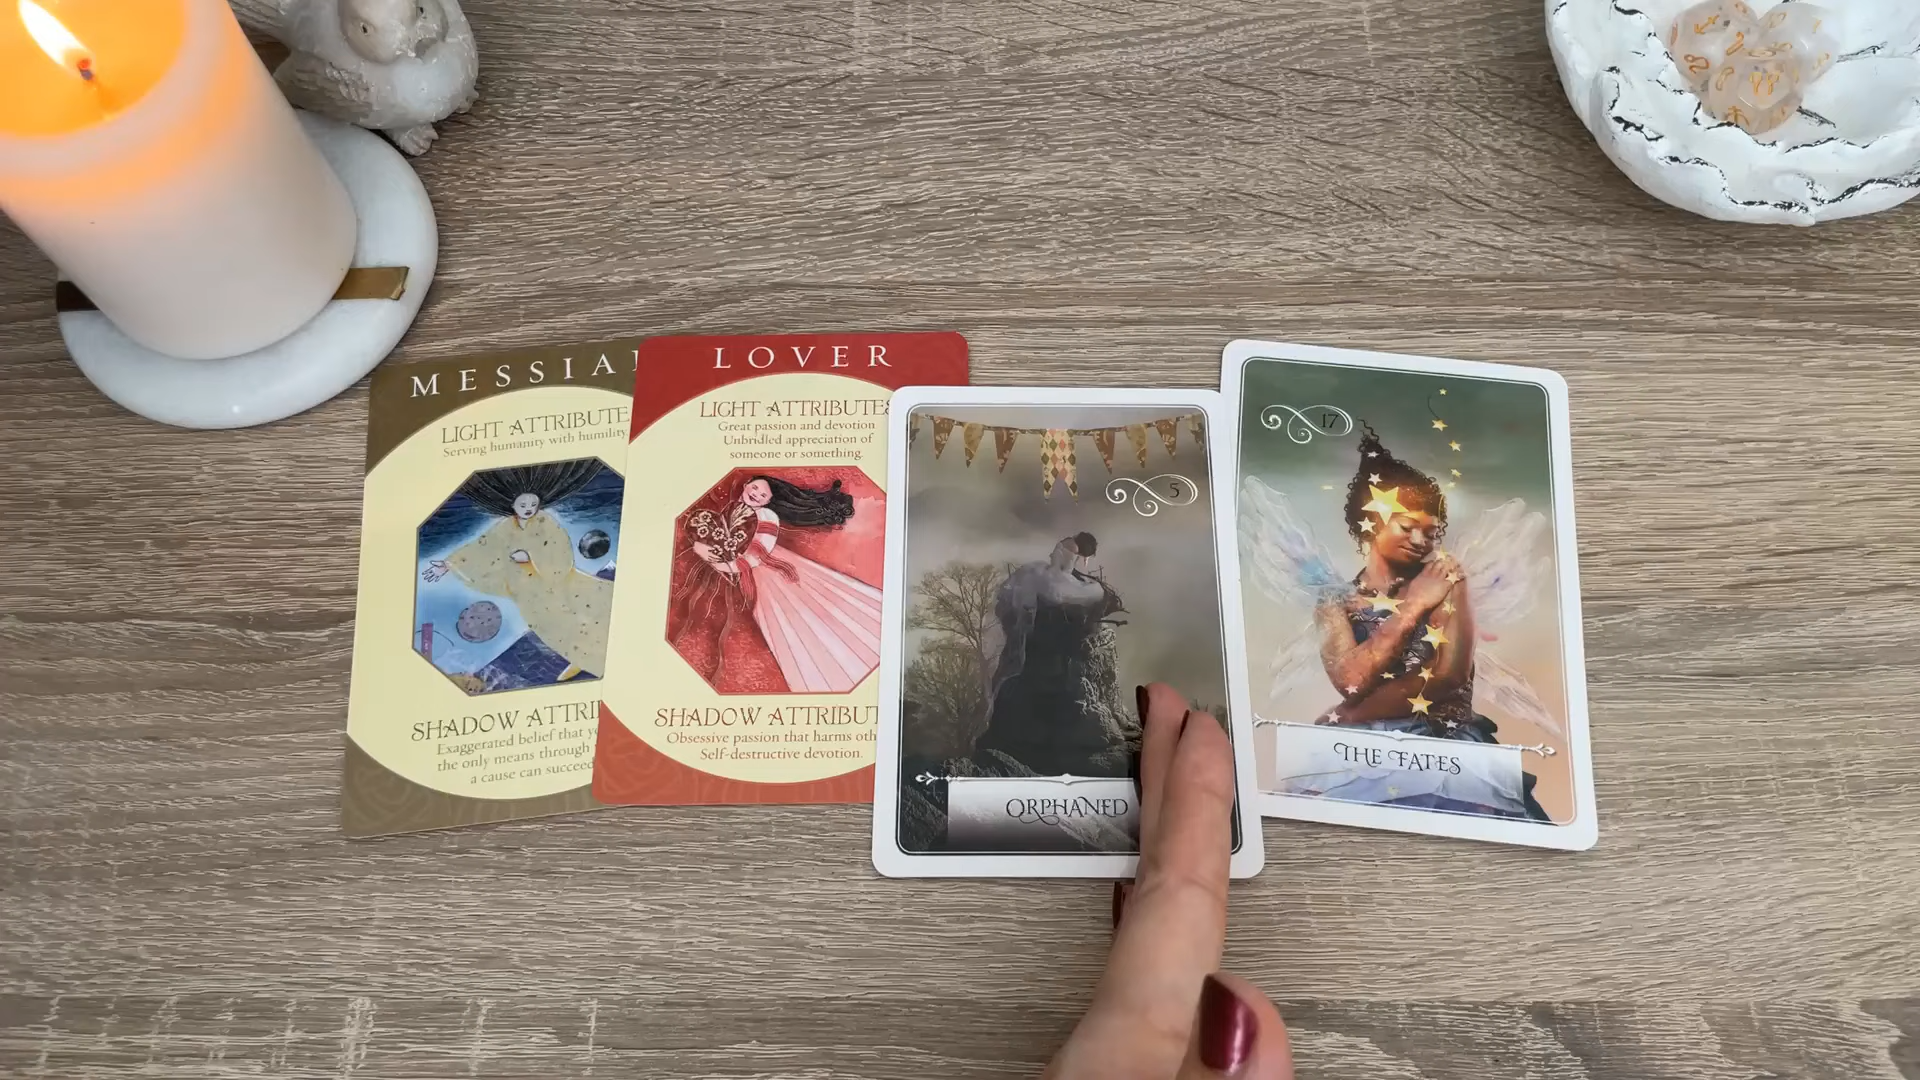 MESSIA
LIGHT ATTRIBUTE
Serving humanity with humility
SHADOW ATTRI
Exaggerated belief that
the only means through
a cause can succeed
LOVER
LIGHT ATTRIBUTES
Great passion and devotion
Unbridled appreciation of
someone or something.
SHADOW ATTRIBUT
Obsessive passion that harms oth
Self-destructive devotion.
5
ORPHANED
17
THE FATES